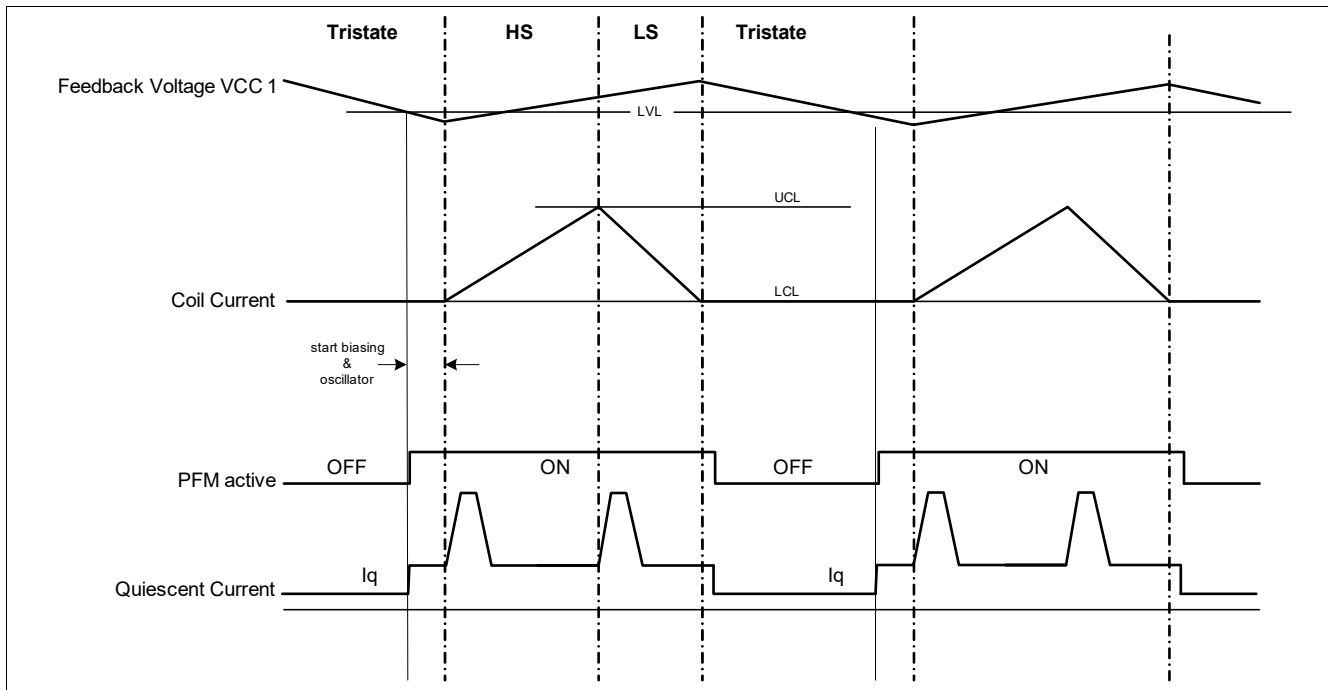 Tristate
HS
LS
Tristate
Feedback Voltage VCC 1
LVL
UCL
LCL
Coil Current
start biasing
&
oscillator
OFF
ON
OFF
ON
PFM active
Iq
Iq
Quiescent Current